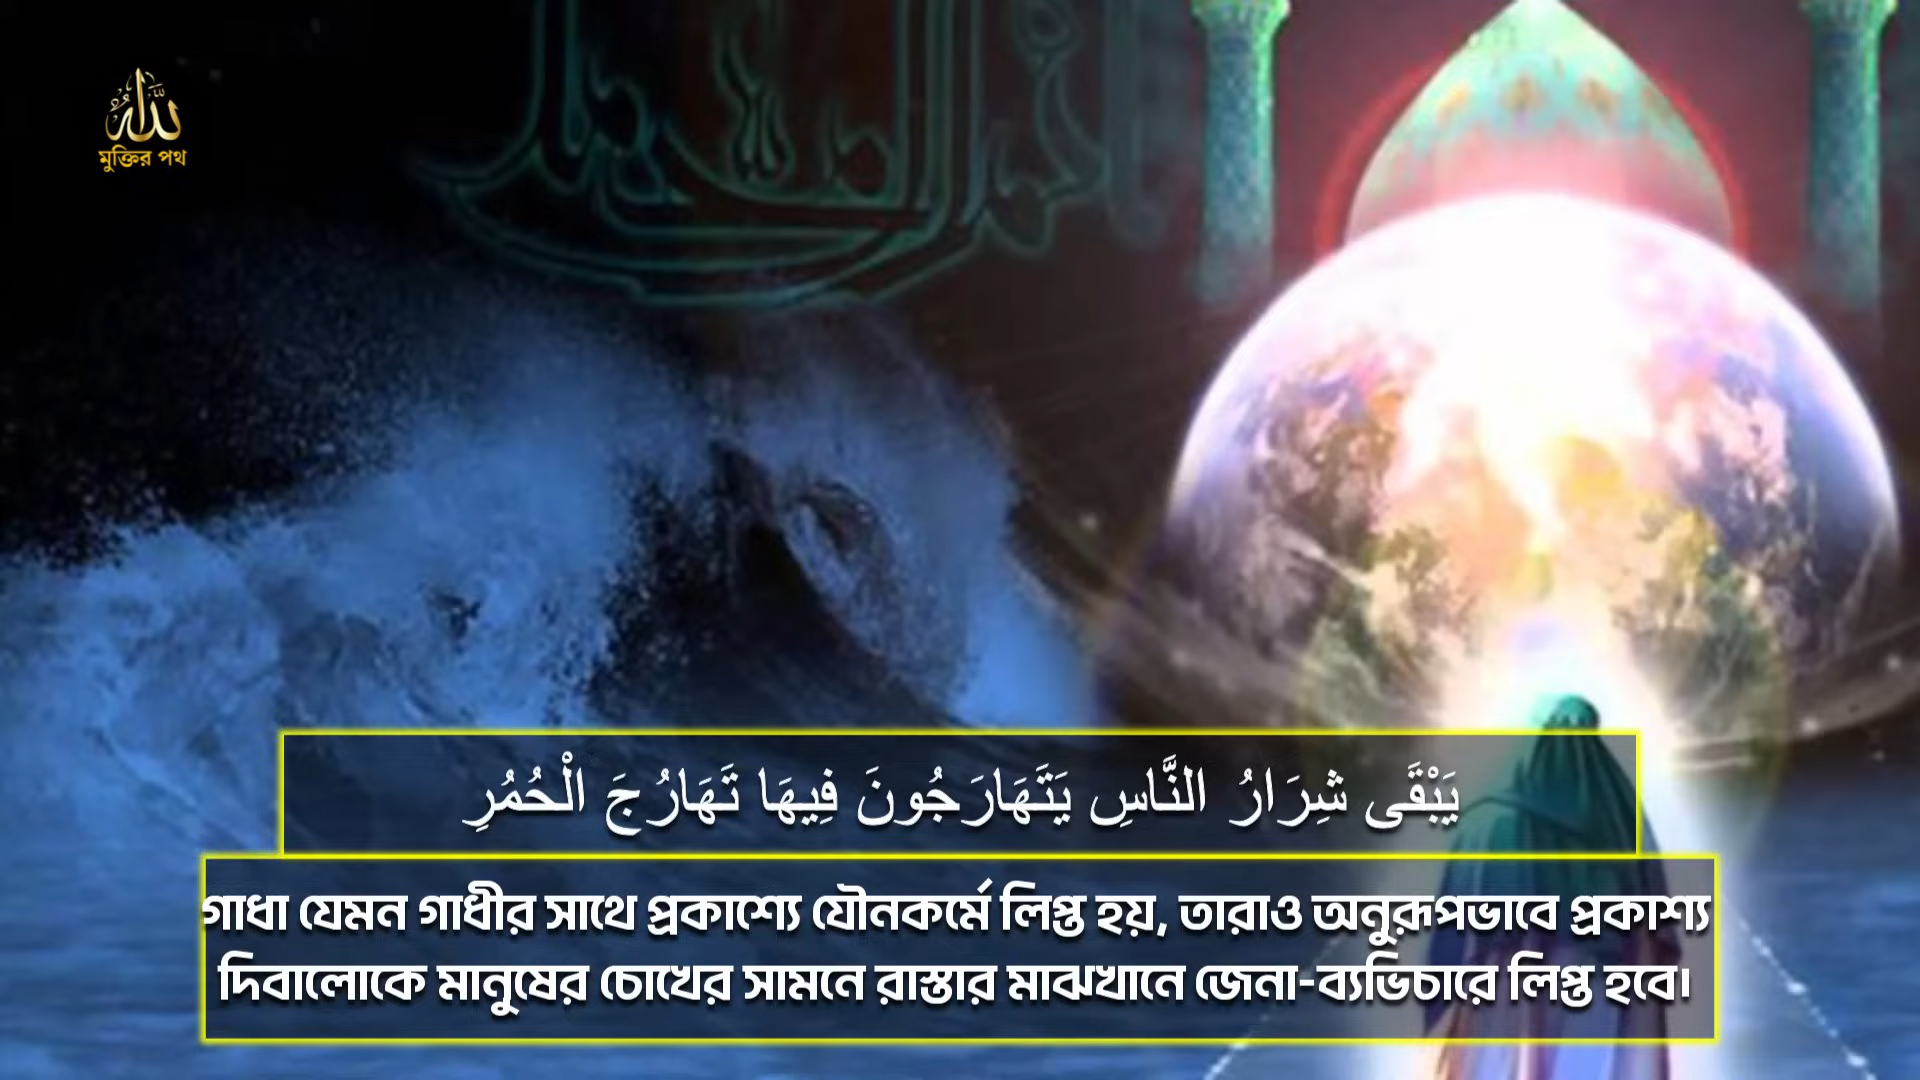 الله
মুক্তির পথ
يَبْقَى شِرَارُ النَّاسِ يَتَهَارَجُونَ فِيهَا تَهَارُجَ الْحُمُرِ
গাধা যেমন গাধীর সাথে প্রকাশ্যে যৌনকর্মে লিপ্ত হয়, তারাও অনুরূপভাবে প্রকাশ্য
দিবালোকে মানুষের চোখের সামনে রাস্তার মাঝখানে জেনা-ব্যভিচারে লিপ্ত হবে।